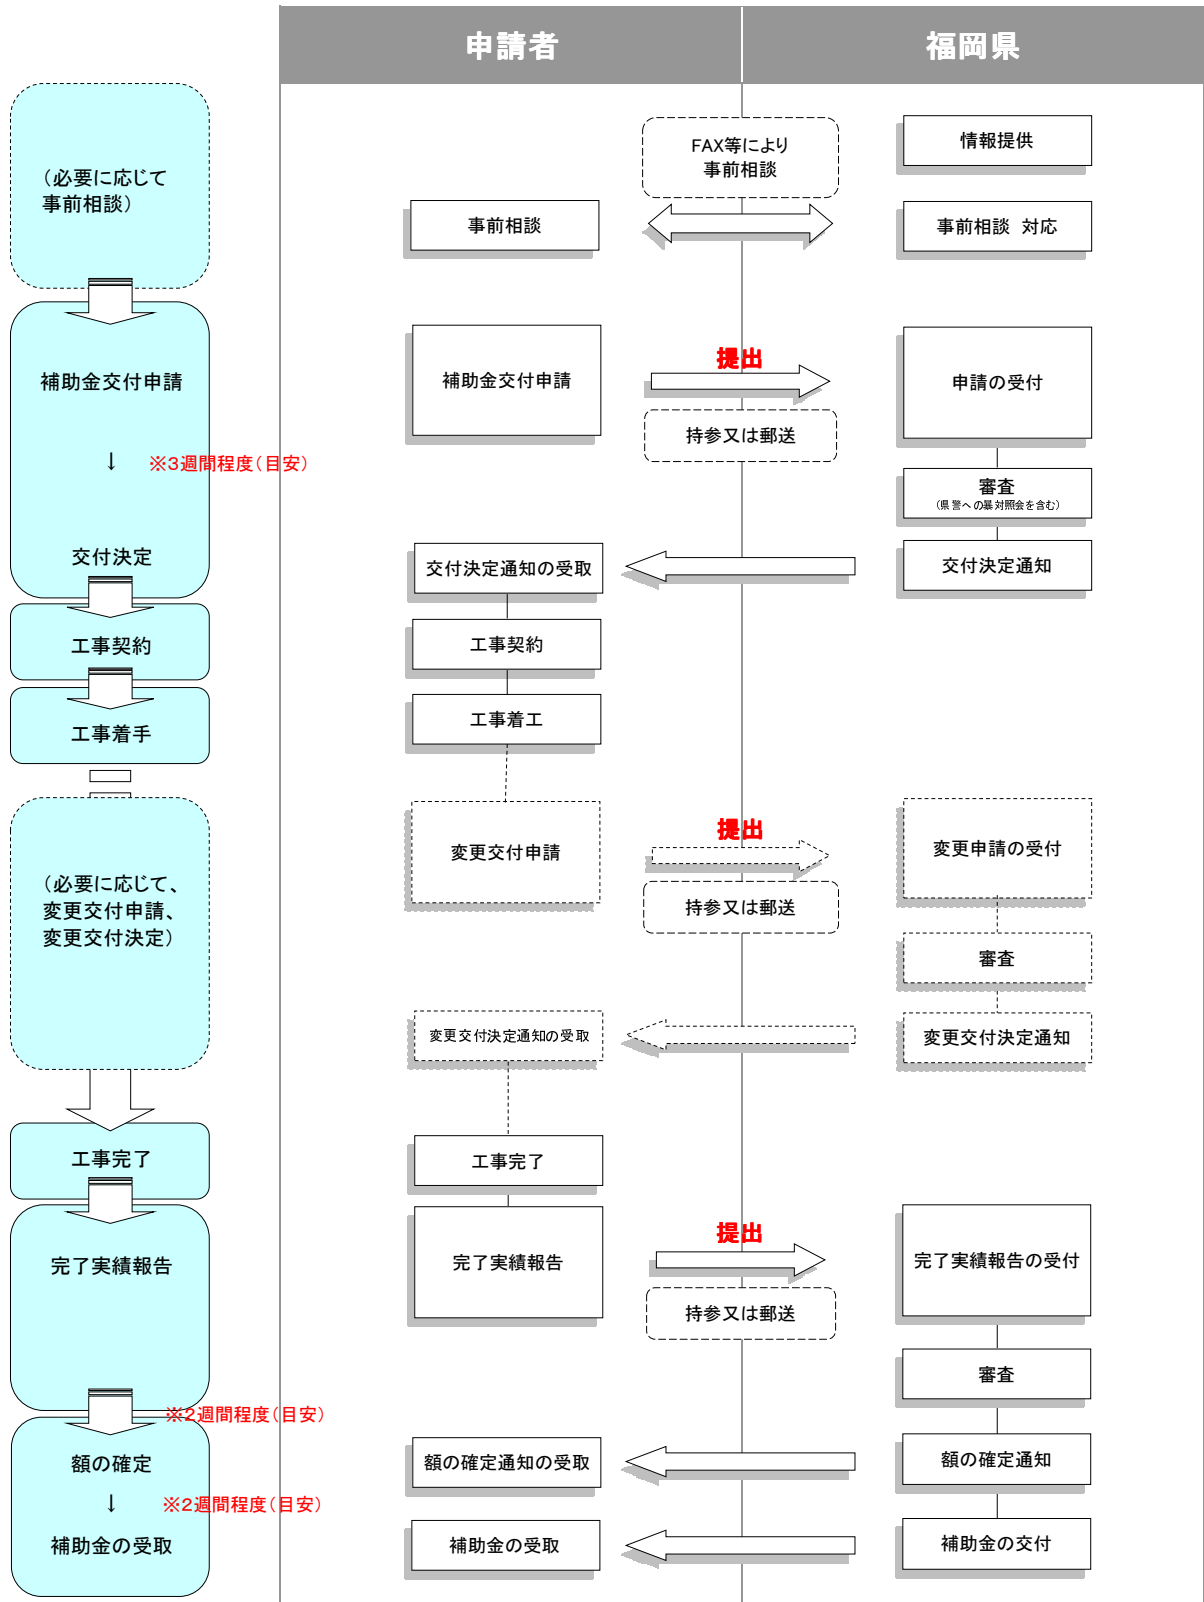 申請者
福岡県
（必要に応じて
事前相談）
FAX等により
事前相談
情報提供
事前相談
事前相談 対応
補助金交付申請
↓
※3週間程度（目安）
交付決定
補助金交付申請
提出
持参又は郵送
申請の受付
審査
（県警への暴対照会を含む）
交付決定通知の受取
交付決定通知
工事契約
工事契約
工事着手
工事着工
（必要に応じて、
変更交付申請、
変更交付決定）
変更交付申請
提出
持参又は郵送
変更申請の受付
審査
変更交付決定通知の受取
変更交付決定通知
工事完了
工事完了
完了実績報告
完了実績報告
提出
持参又は郵送
完了実績報告の受付
審査
※2週間程度（目安）
額の確定
額の確定通知の受取
額の確定通知
↓
※2週間程度（目安）
補助金の受取
補助金の受取
補助金の交付